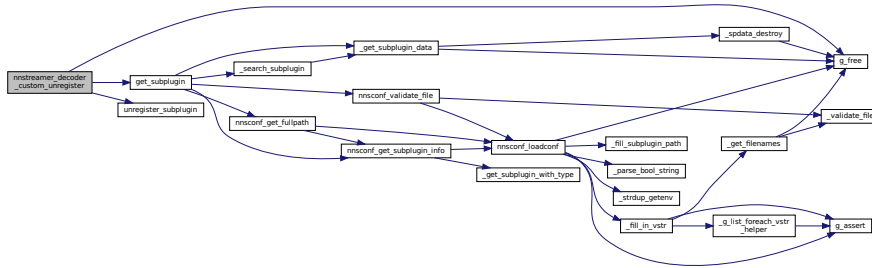 nnstreamer_decoder
_custom_unregister
get_subplugin
unregister_subplugin
_get_subplugin_data
_search_subplugin
nnsconf_validate_file
nnsconf_get_fullpath
nnsconf_get_subplugin_info
nnsconf_loadconf
_get_subplugin_with_type
_spdata_destroy
g_free
_validate_file
_get_filenames
_fill_subplugin_path
_parse_bool_string
_strdup_getenv
_fill_in_vstr
_g_list_foreach_vstr
_helper
g_assert